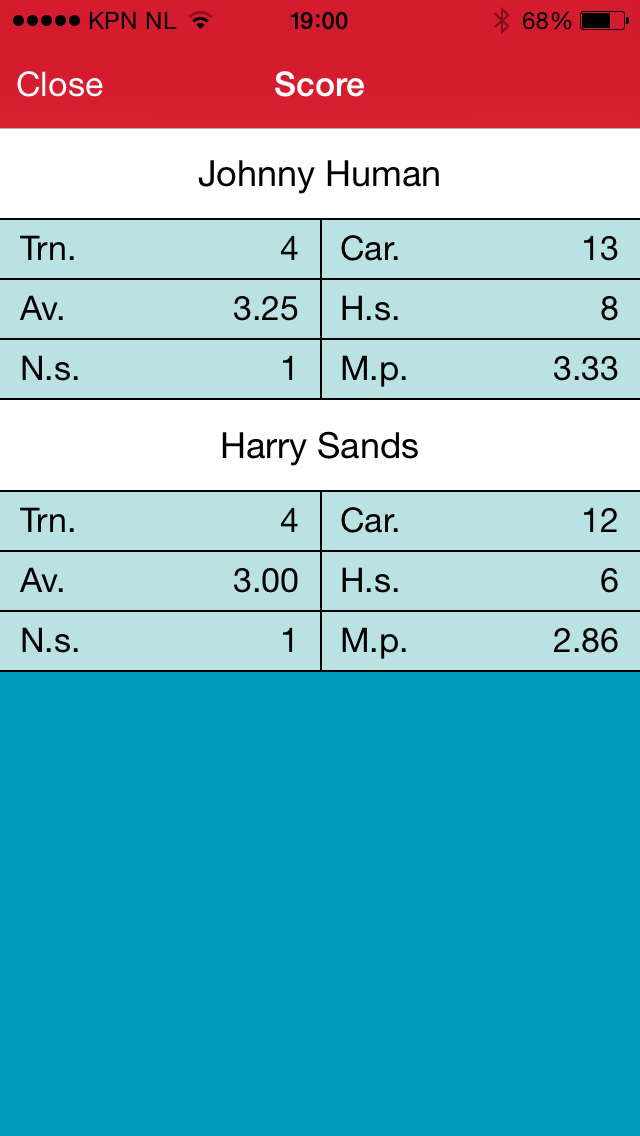 KPN NL 19:00 68%
Close Score
Johnny Human
Trn. 4 Car. 13
Av. 3.25 H.s. 8
N.s. 1 M.p. 3.33
Harry Sands
Trn. 4 Car. 12
Av. 3.00 H.s. 6
N.s. 1 M.p. 2.86